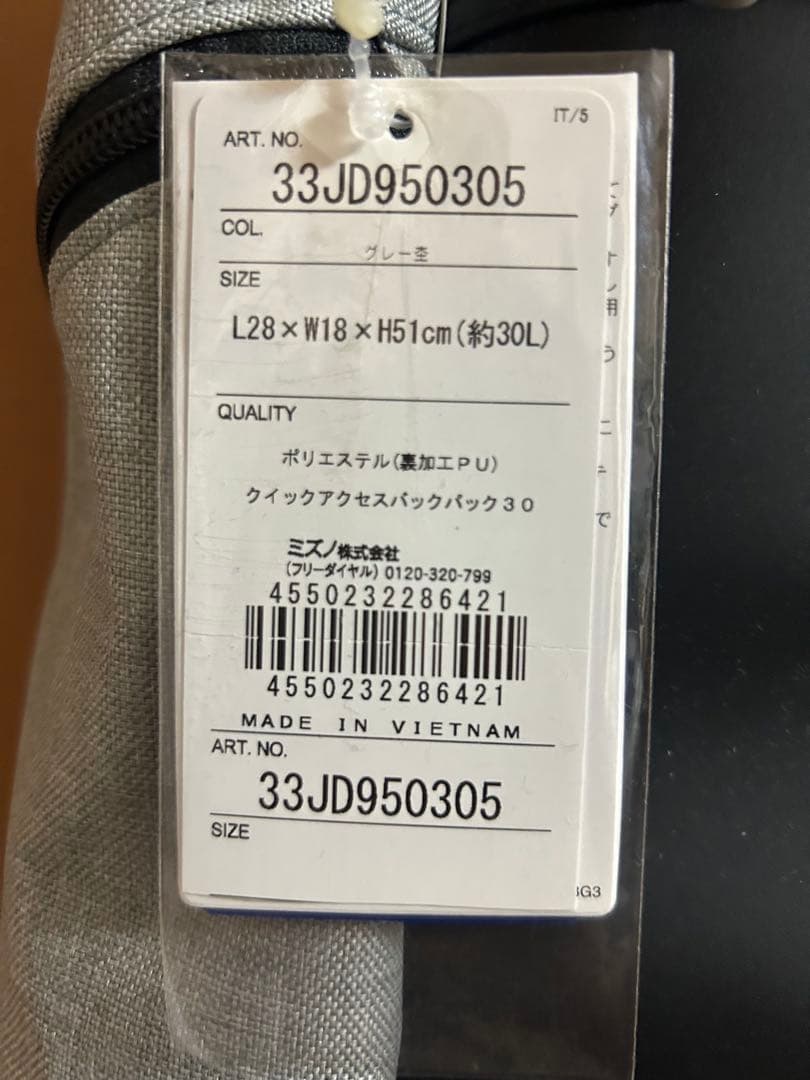 IT/5
ART. NO.
33JD950305
COL.
グレー杢
SIZE
L28×W18×H51cm(約30L)
QUALITY
ポリエステル(裏加工PU)
クイックアクセスバックパック30
ミズノ株式会社
(フリーダイヤル) 0120-320-799
4550232286421
4550232286421
MADE IN VIETNAM
ART. NO.
33JD950305
SIZE
G3